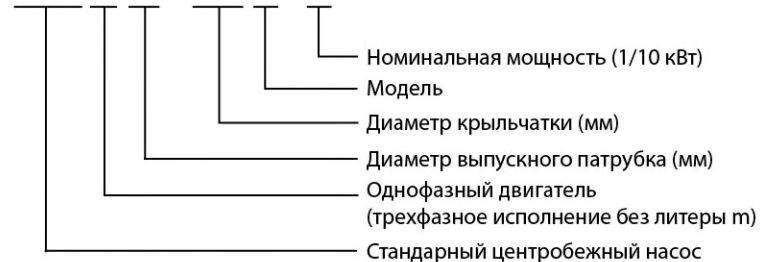 Номинальная мощность (1/10 кВт)
Модель
Диаметр крыльчатки (мм)
Диаметр выпускного патрубка (мм)
Однофазный двигатель
(трехфазное исполнение без литеры m)
Стандарный центробежный насос